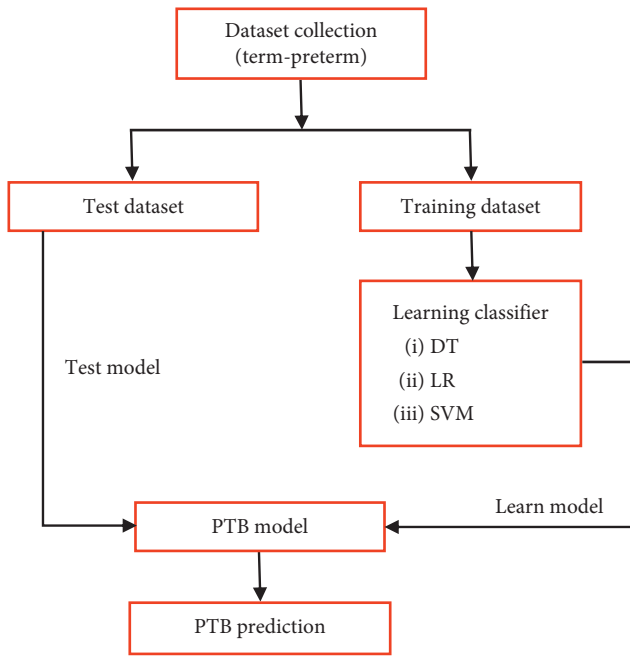 Dataset collection
(term-preterm)
Test dataset
Training dataset
Learning classifier
(i) DT
(ii) LR
(iii) SVM
Test model
Learn model
PTB model
PTB prediction